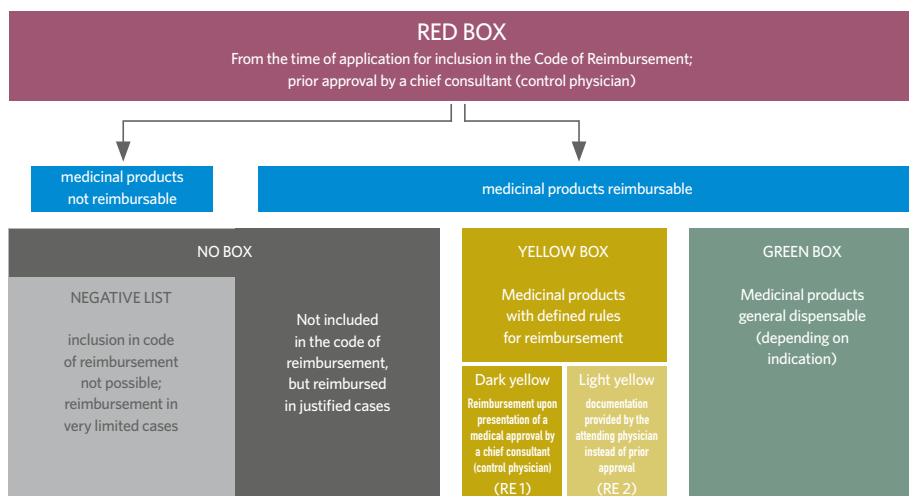 RED BOX
From the time of application for inclusion in the Code of Reimbursement;
prior approval by a chief consultant (control physician)
medicinal products
not reimbursable
medicinal products reimbursable
NO BOX
NEGATIVE LIST
inclusion in code
of reimbursement
not possible;
reimbursement in
very limited cases
Not included
in the code of
reimbursement,
but reimbursed
in justified cases
YELLOW BOX
Medicinal products
with defined rules
for reimbursement
Dark yellow
Reimbursement upon
presentation of a
medical approval by
a chief consultant
(control physician)
(RE 1)
Light yellow
documentation
provided by the
attending physician
instead of prior
approval
(RE 2)
GREEN BOX
Medicinal products
general dispensable
(depending on
indication)